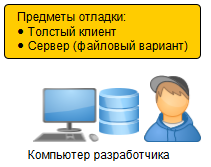 Предметы отладки:
● Толстый клиент
● Сервер (файловый вариант)
Компьютер разработчика